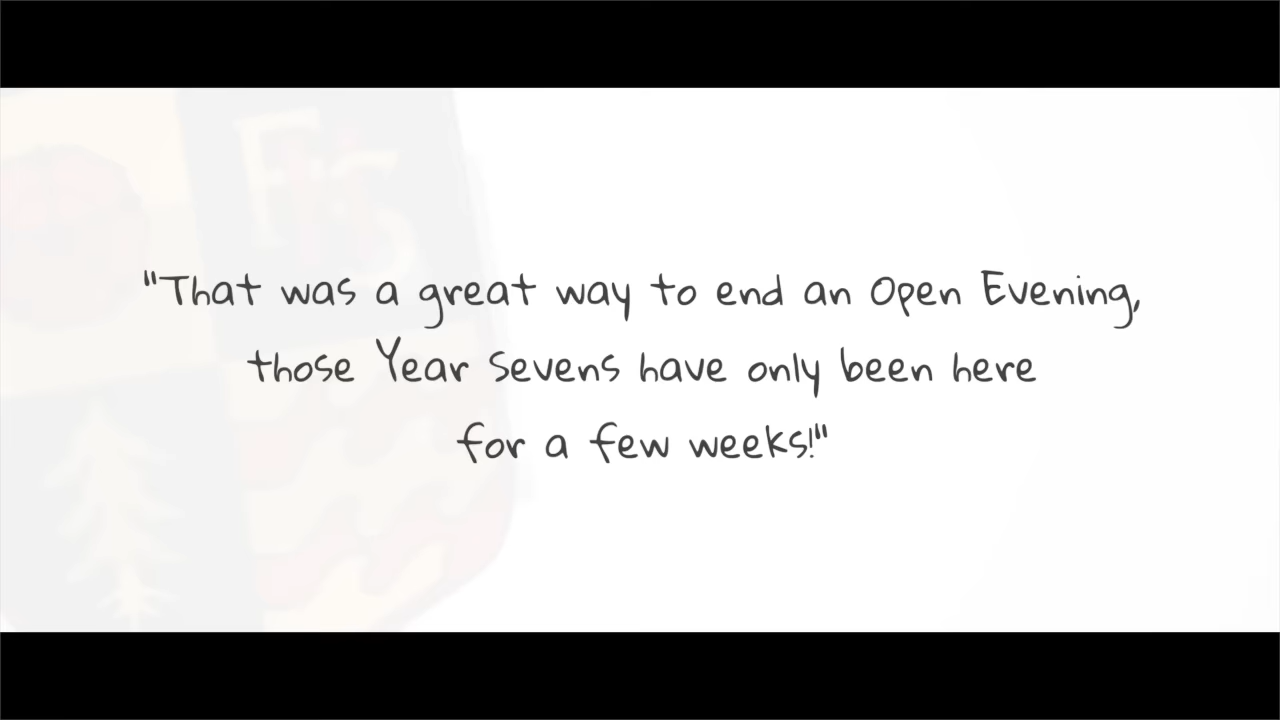 "That was a great way to end an Open Evening,
those Year Sevens have only been here
for a few weeks!"